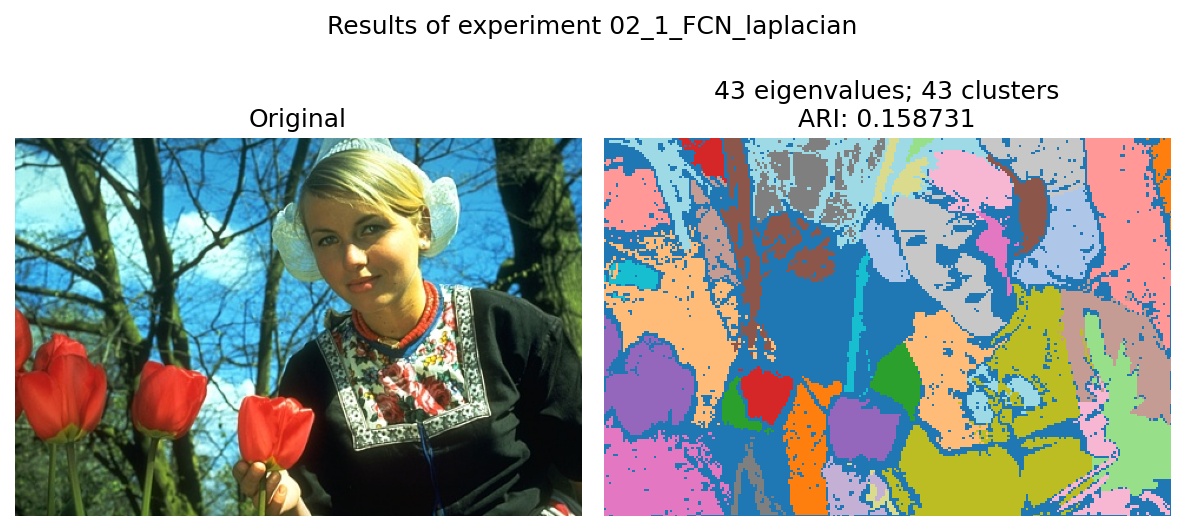 Results of experiment 02_1_FCN_laplacian
Original
43 eigenvalues; 43 clusters
ARI: 0.158731